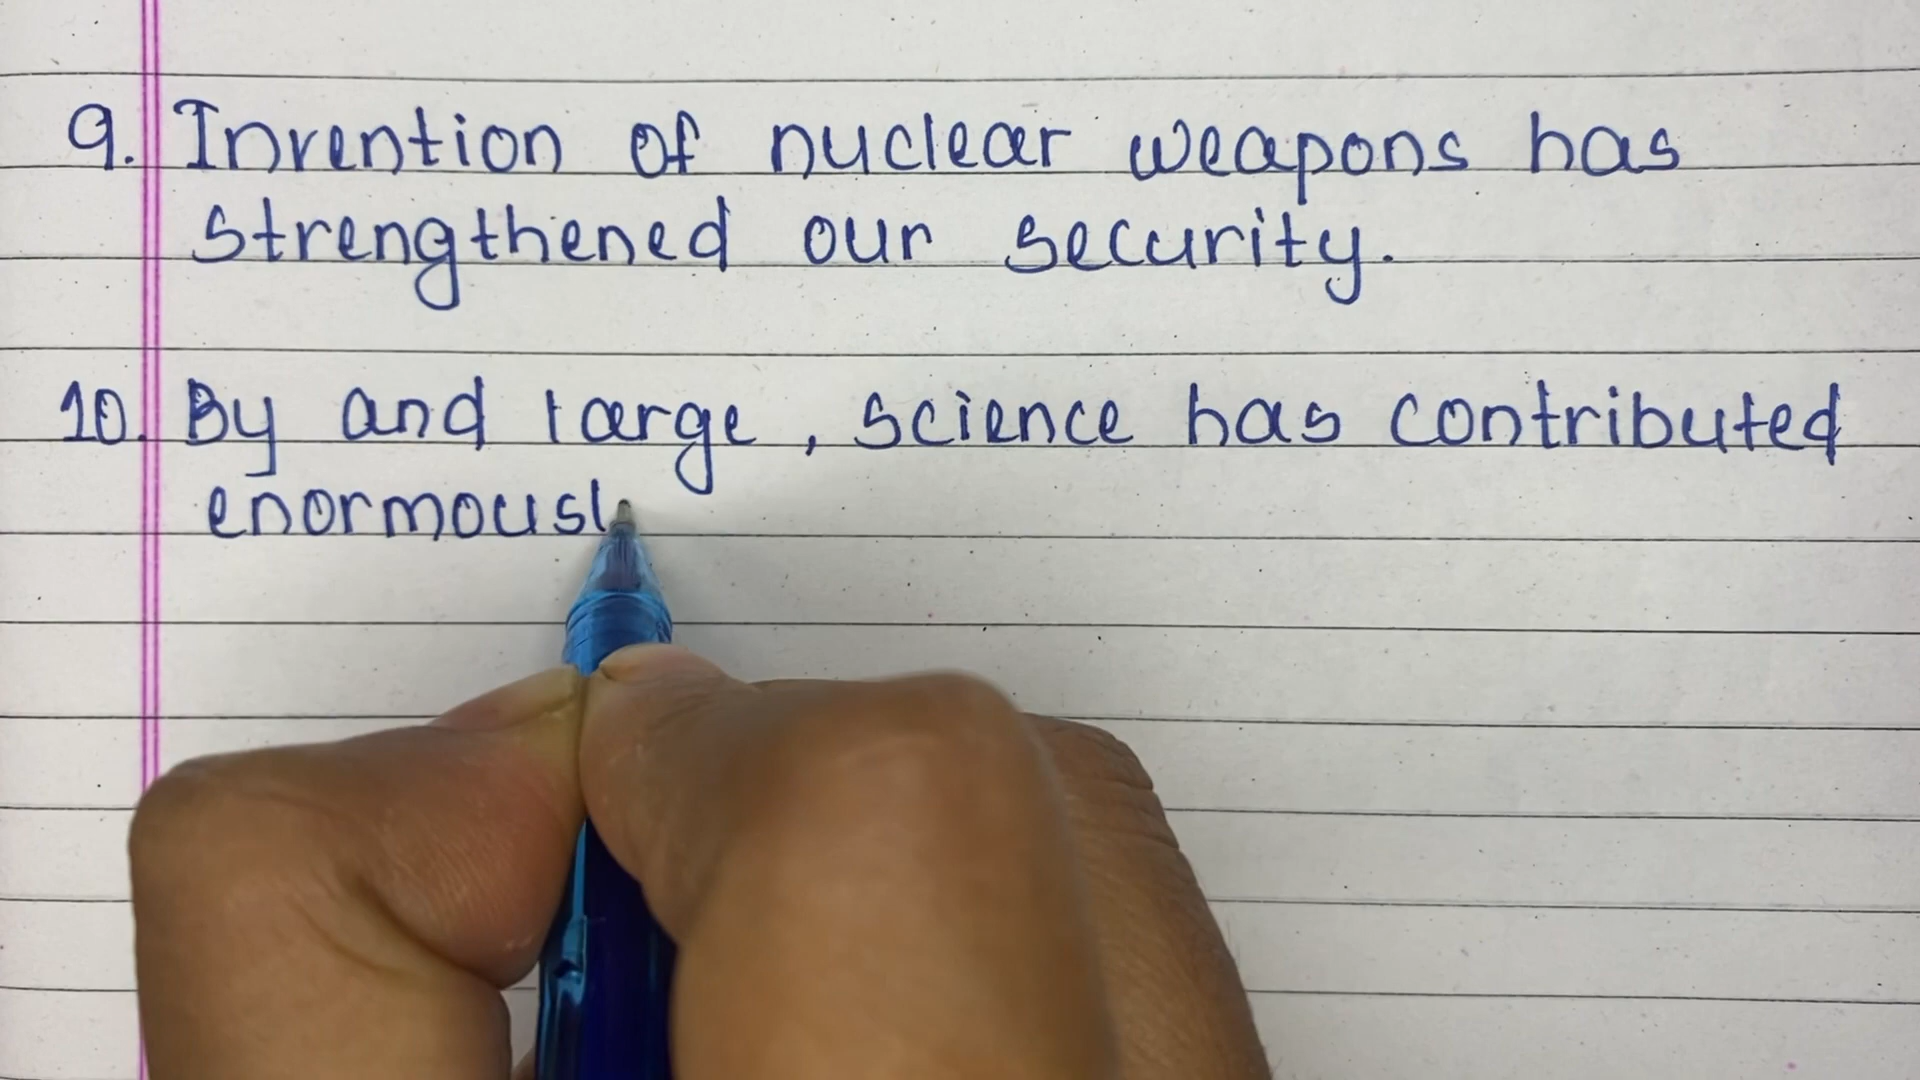 9. Invention of nuclear weapons has
strengthened our security.
10. By and large, science has contributed
enormousl